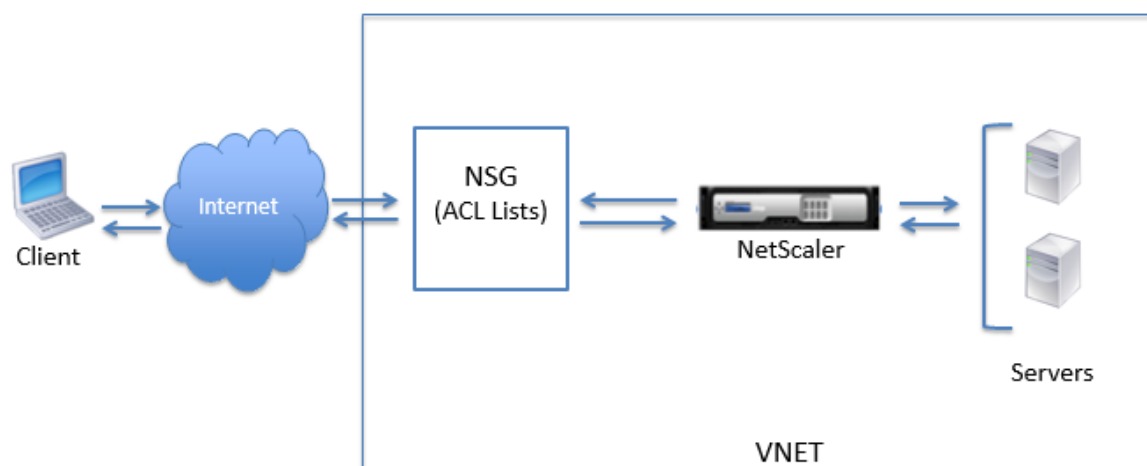 Client
Internet
NSG
(ACL Lists)
NetScaler
Servers
VNET